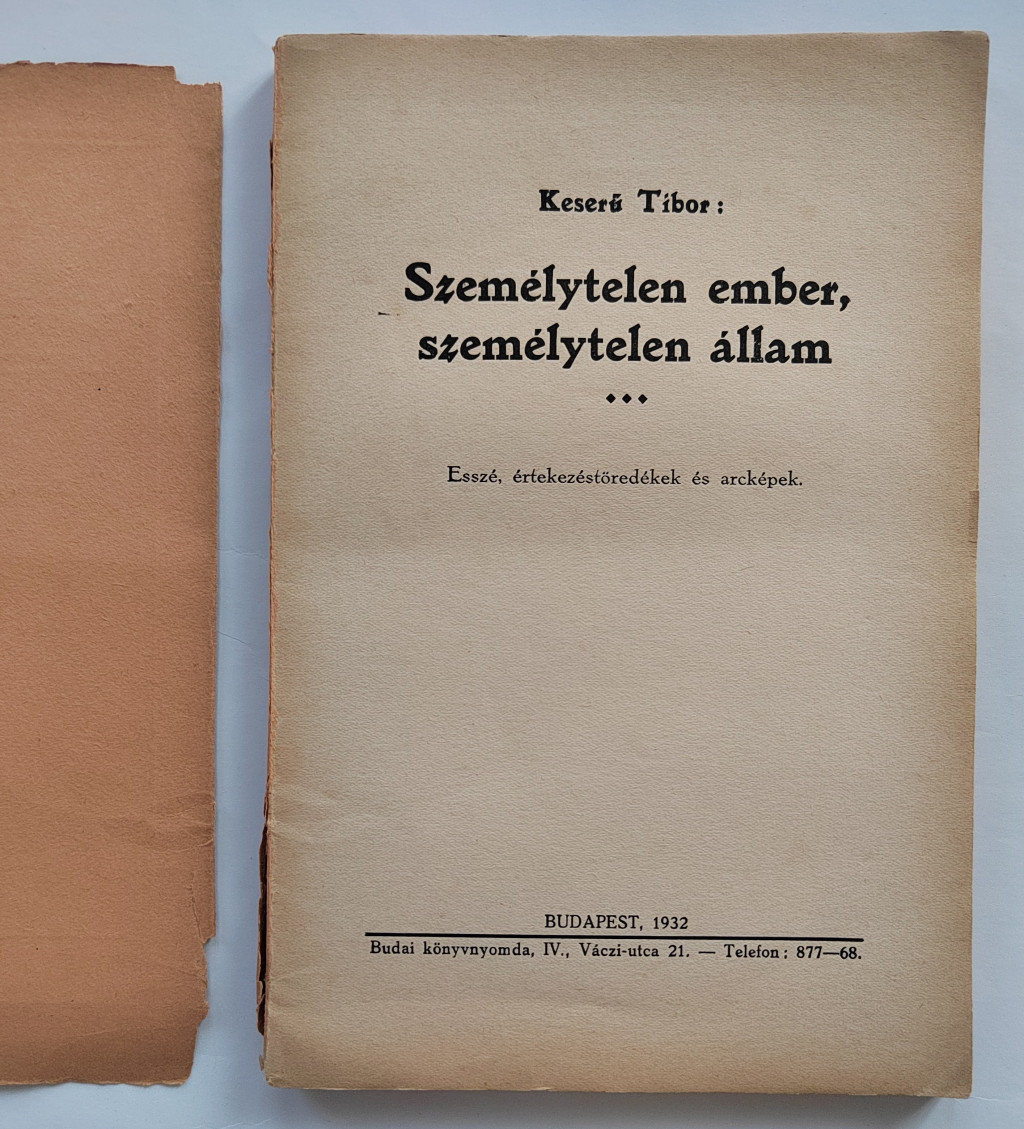 Keserű Tibor:
Személytelen ember,
személytelen állam
Esszé, értekezéstöredékek és arcképek.
BUDAPEST, 1932
Budai könyvnyomda, IV., Váczi-utca 21. — Telefon: 877—68.